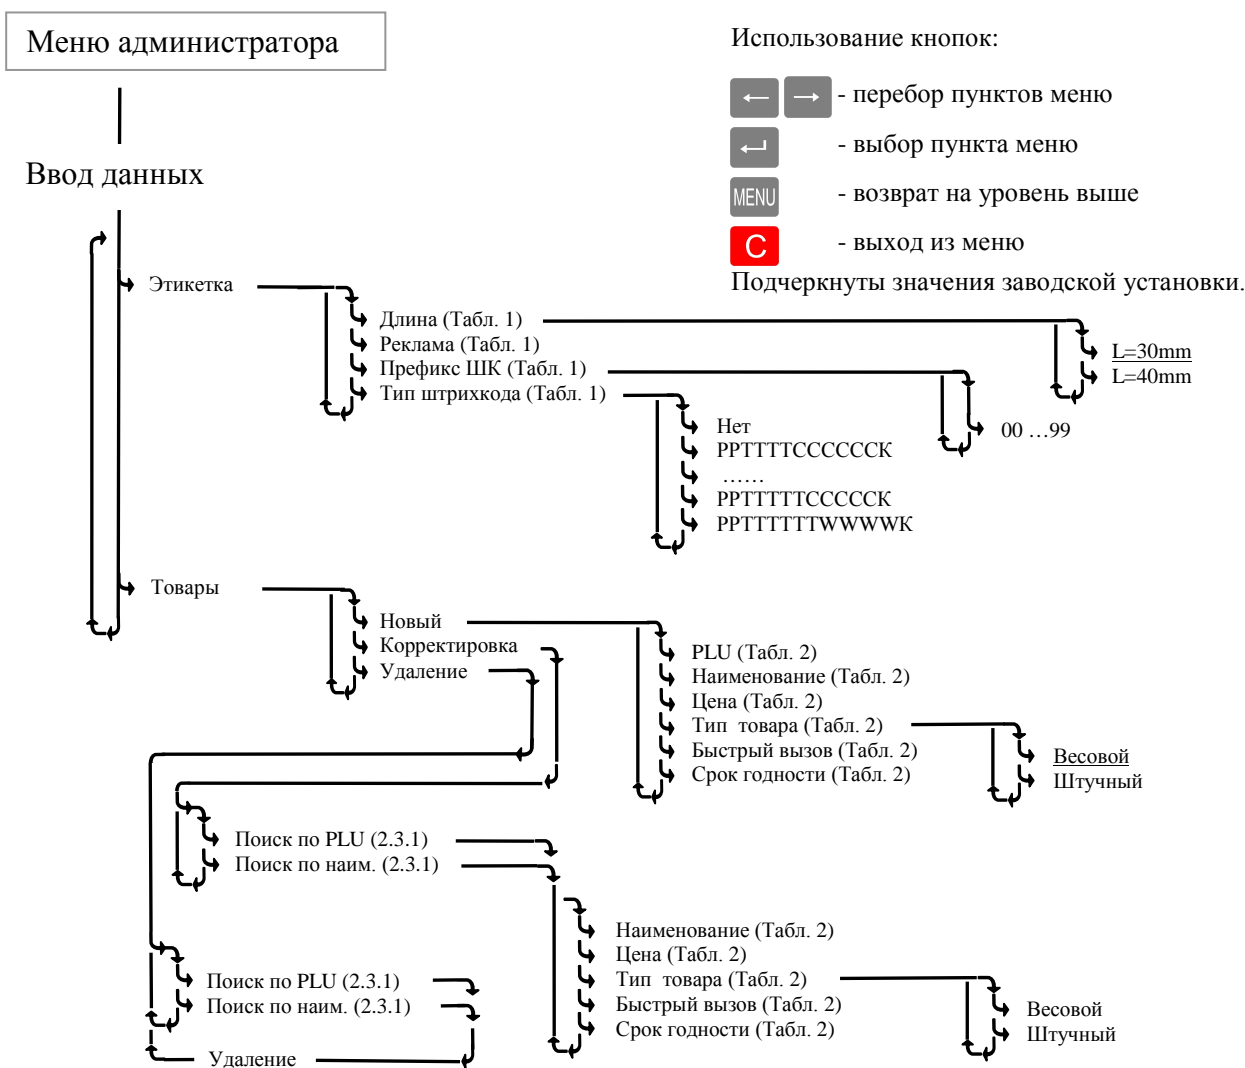 Меню администратора
Использование кнопок:
← → - перебор пунктов меню
- выбор пункта меню
MENU - возврат на уровень выше
C - выход из меню
Подчеркнуты значения заводской установки.
Ввод данных
Этикетка
Длина (Табл. 1)
Реклама (Табл. 1)
Префикс ШК (Табл. 1)
Тип штрихкода (Табл. 1)
L=30mm
L=40mm
00 …99
Нет
РРТТТТССССССК
……
РРТТТТТСССССК
РРТТТТТТWWWWК
Товары
Новый
Корректировка
Удаление
PLU (Табл. 2)
Наименование (Табл. 2)
Цена (Табл. 2)
Тип товара (Табл. 2)
Быстрый вызов (Табл. 2)
Срок годности (Табл. 2)
Весовой
Штучный
Поиск по PLU (2.3.1)
Поиск по наим. (2.3.1)
Наименование (Табл. 2)
Цена (Табл. 2)
Тип товара (Табл. 2)
Быстрый вызов (Табл. 2)
Срок годности (Табл. 2)
Весовой
Штучный
Поиск по PLU (2.3.1)
Поиск по наим. (2.3.1)
Удаление